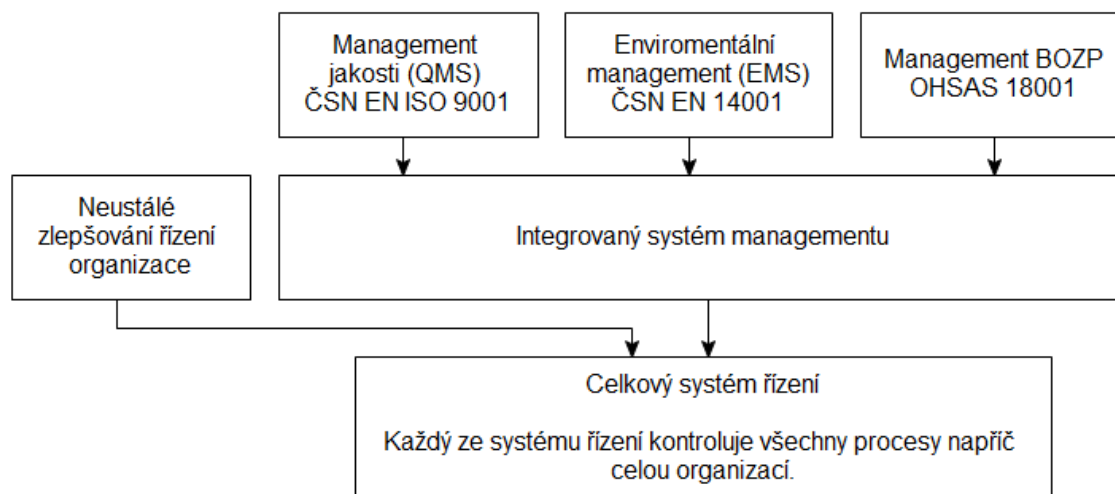 Management
jakosti (QMS)
ČSN EN ISO 9001
Enviromentální
management (EMS)
ČSN EN 14001
Management BOZP
OHSAS 18001
Neustálé
zlepšování řízení
organizace
Integrovaný systém managementu
Celkový systém řízení
Každý ze systému řízení kontroluje všechny procesy napříč
celou organizací.